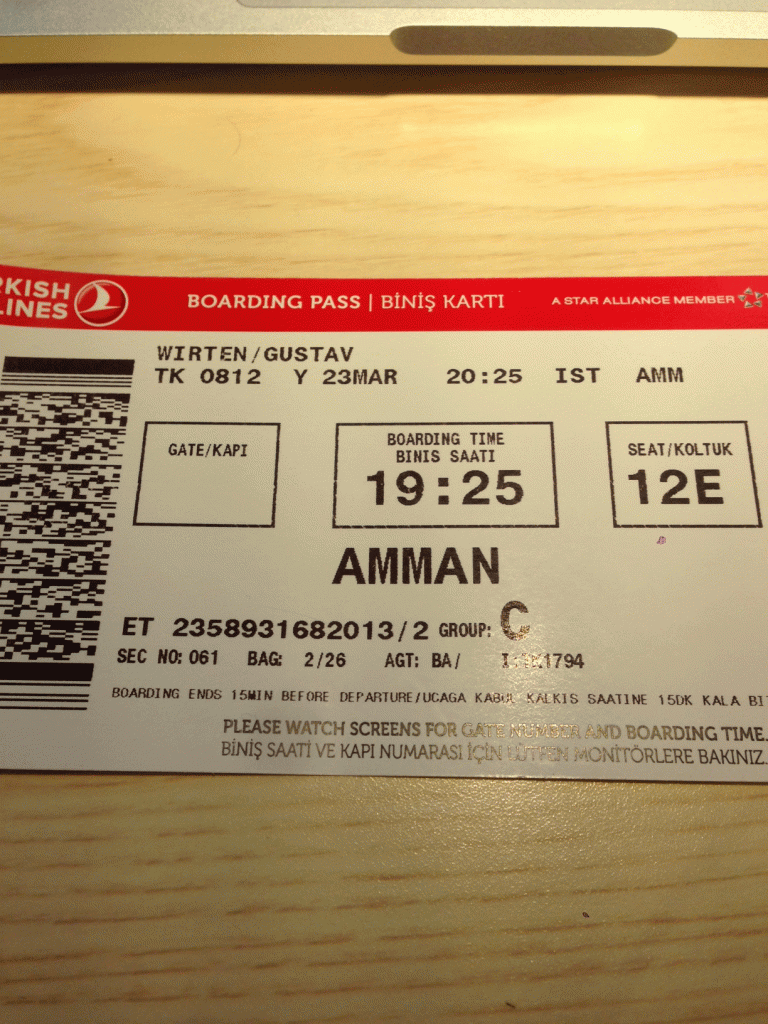 RKISH
LINES
BOARDING PASS | BİNİŞ KARTI
A STAR ALLIANCE MEMBER
WIRTEN/GUSTAV
TK 0812 Y 23MAR 20:25 IST AMM
GATE/KAPI
BOARDING TIME
BINIS SAATI
19:25
SEAT/KOLTUK
12E
AMMAN
ET 2358931682013/2 GROUP: C
SEC NO: 061 BAG: 2/26 AGT: BA/
BOARDING ENDS 15MIN BEFORE DEPARTURE/UCAGA KABUL KALKIS SAATINE 15DK KALA BI
PLEASE WATCH SCREENS FOR GATE NUMBER AND BOARDING TIME.
BİNİŞ SAATİ VE KAPI NUMARASI İÇİN LÜTFEN MONİTÖRLERE BAKINIZ.